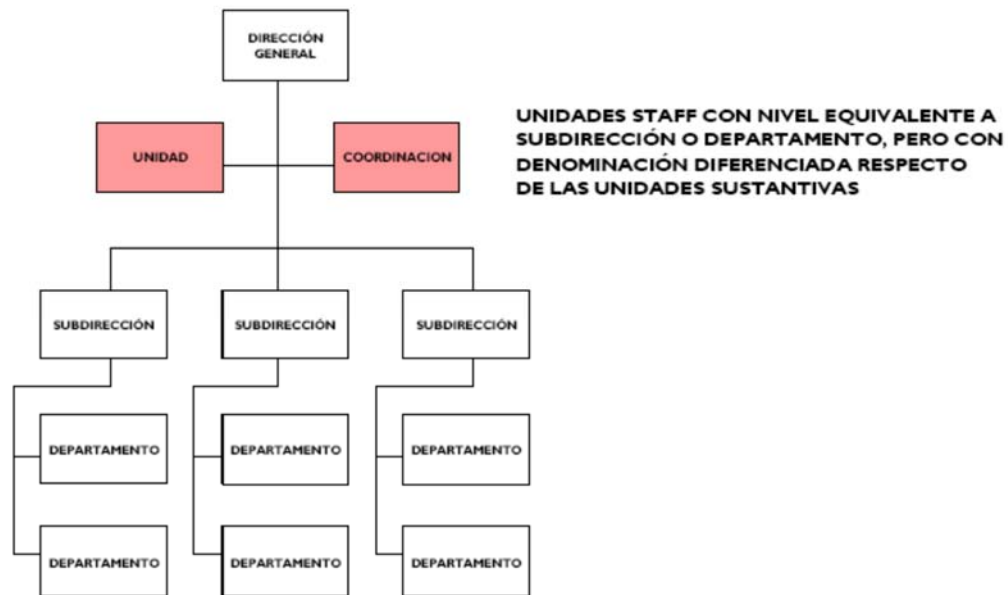 DIRECCIÓN
GENERAL
UNIDAD
COORDINACION
UNIDADES STAFF CON NIVEL EQUIVALENTE A
SUBDIRECCIÓN O DEPARTAMENTO, PERO CON
DENOMINACIÓN DIFERENCIADA RESPECTO
DE LAS UNIDADES SUSTANTIVAS
SUBDIRECCIÓN
SUBDIRECCIÓN
SUBDIRECCIÓN
DEPARTAMENTO
DEPARTAMENTO
DEPARTAMENTO
DEPARTAMENTO
DEPARTAMENTO
DEPARTAMENTO